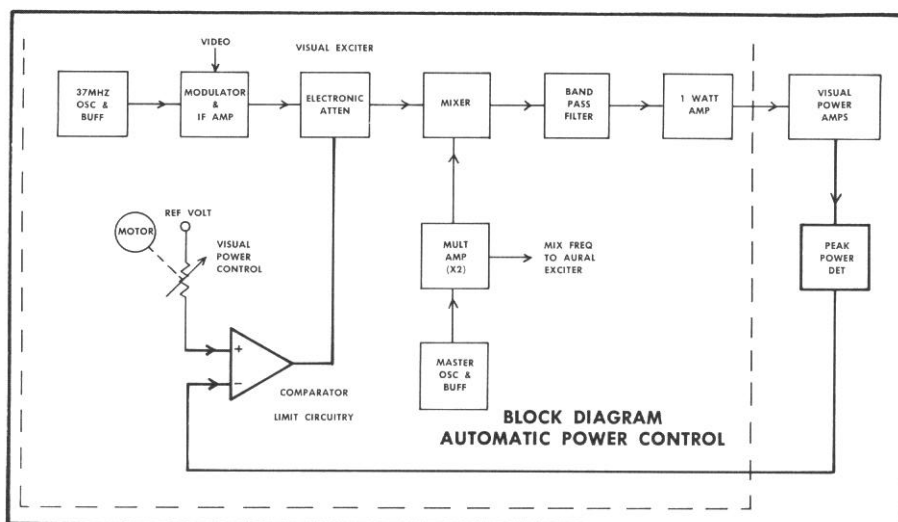 VIDEO
VISUAL EXCITER
37MHZ
OSC &
BUFF
MODULATOR
&
IF AMP
ELECTRONIC
ATTEN
MIXER
BAND
PASS
FILTER
1 WATT
AMP
VISUAL
POWER
AMPS
REF VOLT
MOTOR
VISUAL
POWER
CONTROL
MULT
AMP
(X2)
MIX FREQ
TO AURAL
EXCITER
PEAK
POWER
DET
+
−
COMPARATOR
LIMIT CIRCUITRY
MASTER
OSC &
BUFF
BLOCK DIAGRAM
AUTOMATIC POWER CONTROL